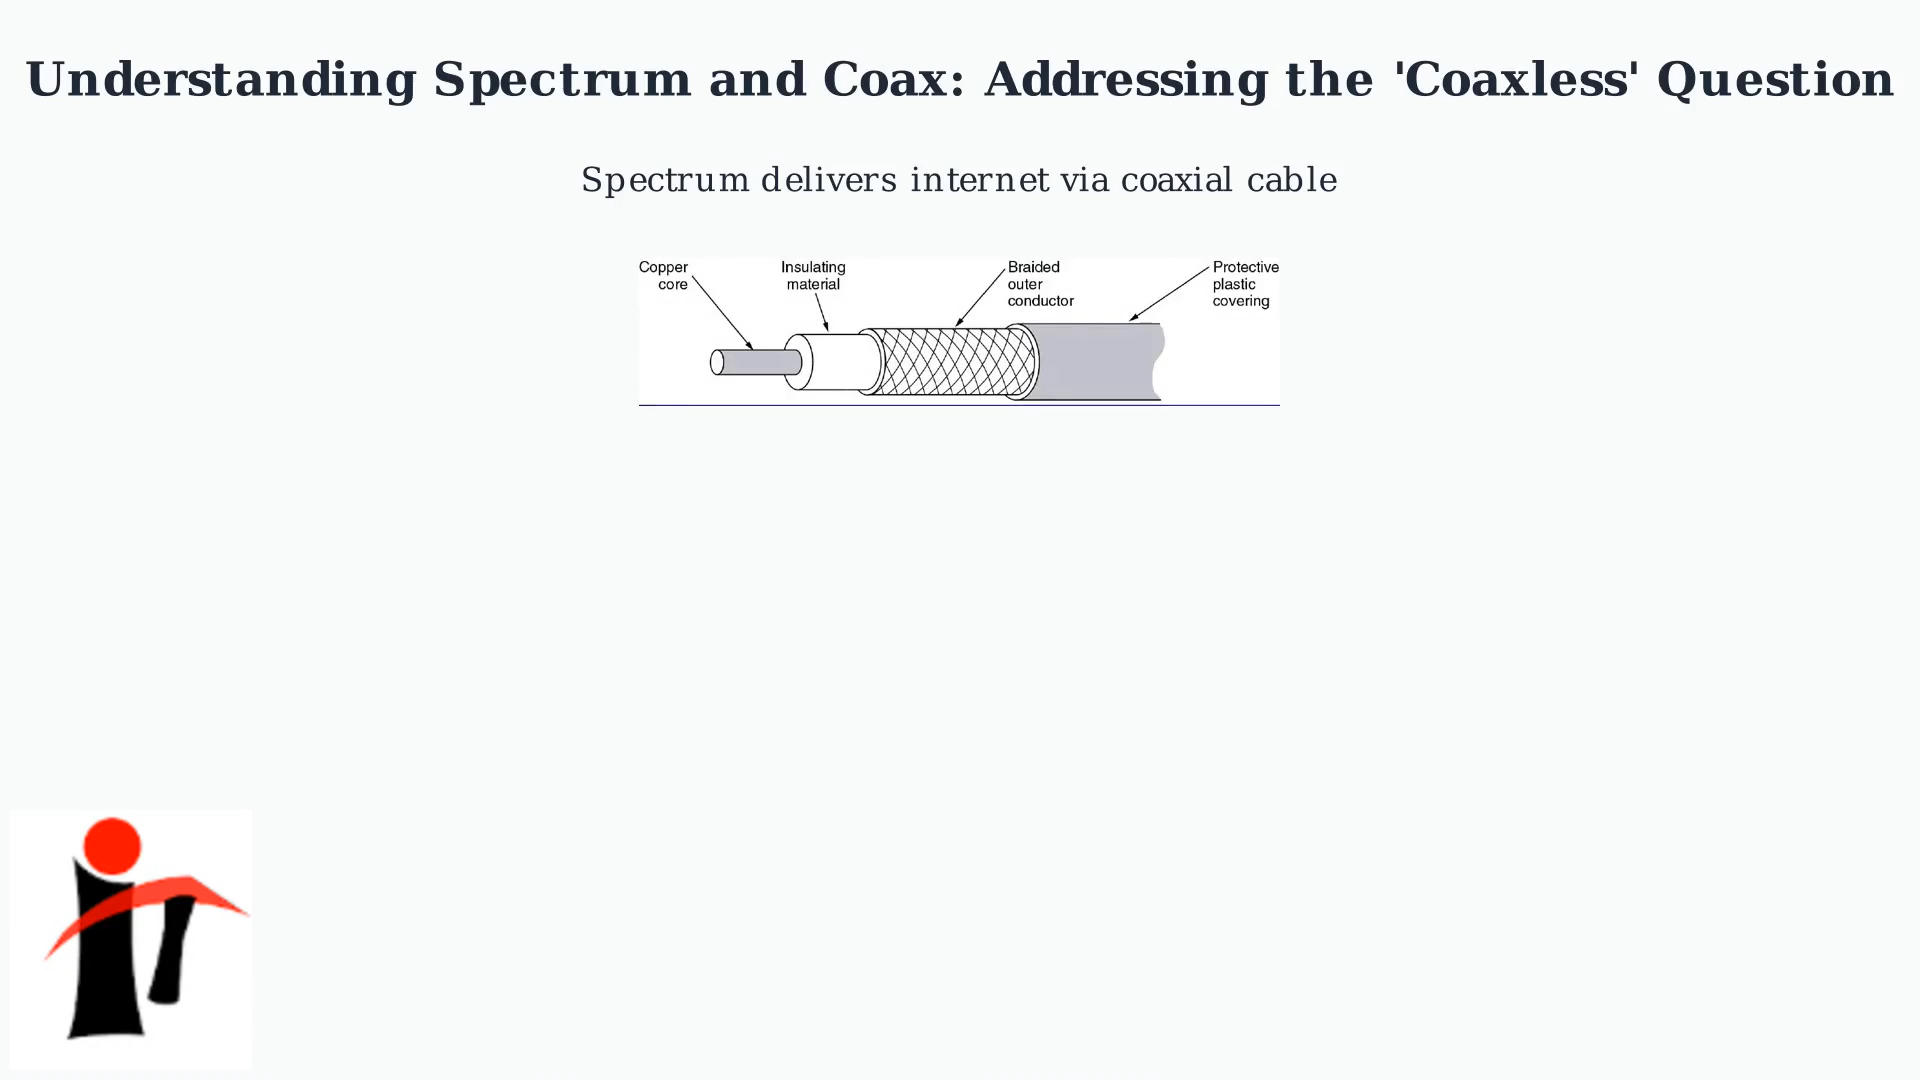 Understanding Spectrum and Coax: Addressing the 'Coaxless' Question
Spectrum delivers internet via coaxial cable
Copper
core
Insulating
material
Braided
outer
conductor
Protective
plastic
covering